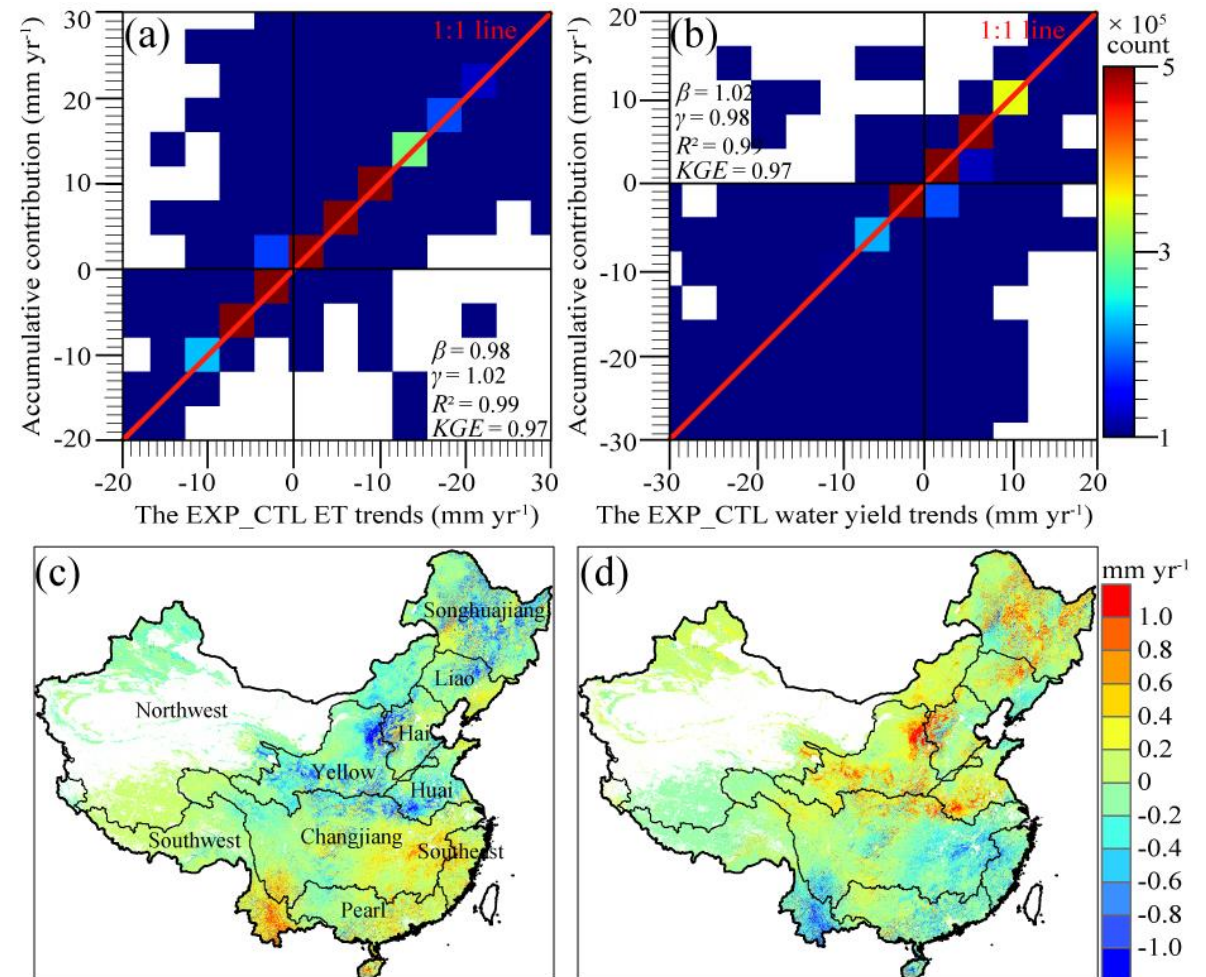 (a)
1:1 line
30
20
10
0
-10
-20
Accumulative contribution (mm yr⁻¹)
β = 0.98
γ = 1.02
R² = 0.99
KGE = 0.97
-20 -10 0 -10 20 30
The EXP_CTL ET trends (mm yr⁻¹)
(b)
1:1 line
20
10
0
-10
-20
-30
Accumulative contribution (mm yr⁻¹)
β = 1.02
γ = 0.98
R² = 0.99
KGE = 0.97
-30 -20 -10 0 10 20
The EXP_CTL water yield trends (mm yr⁻¹)
× 10⁵
count
5
3
1
(c)
Songhuajiang
Liao
Northwest
Hai
Yellow
Huai
Changjiang
Southwest
Southeast
Pearl
(d)
mm yr⁻¹
1.0
0.8
0.6
0.4
0.2
0
-0.2
-0.4
-0.6
-0.8
-1.0